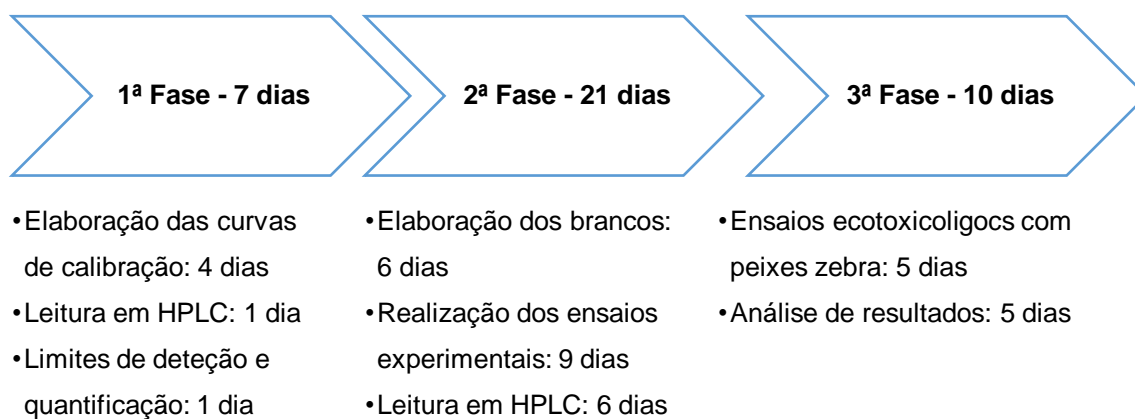 1ª Fase - 7 dias
2ª Fase - 21 dias
3ª Fase - 10 dias
•Elaboração das curvas
de calibração: 4 dias
•Leitura em HPLC: 1 dia
•Limites de deteção e
quantificação: 1 dia
•Elaboração dos brancos:
6 dias
•Realização dos ensaios
experimentais: 9 dias
•Leitura em HPLC: 6 dias
•Ensaios ecotoxicoligocs com
peixes zebra: 5 dias
•Análise de resultados: 5 dias